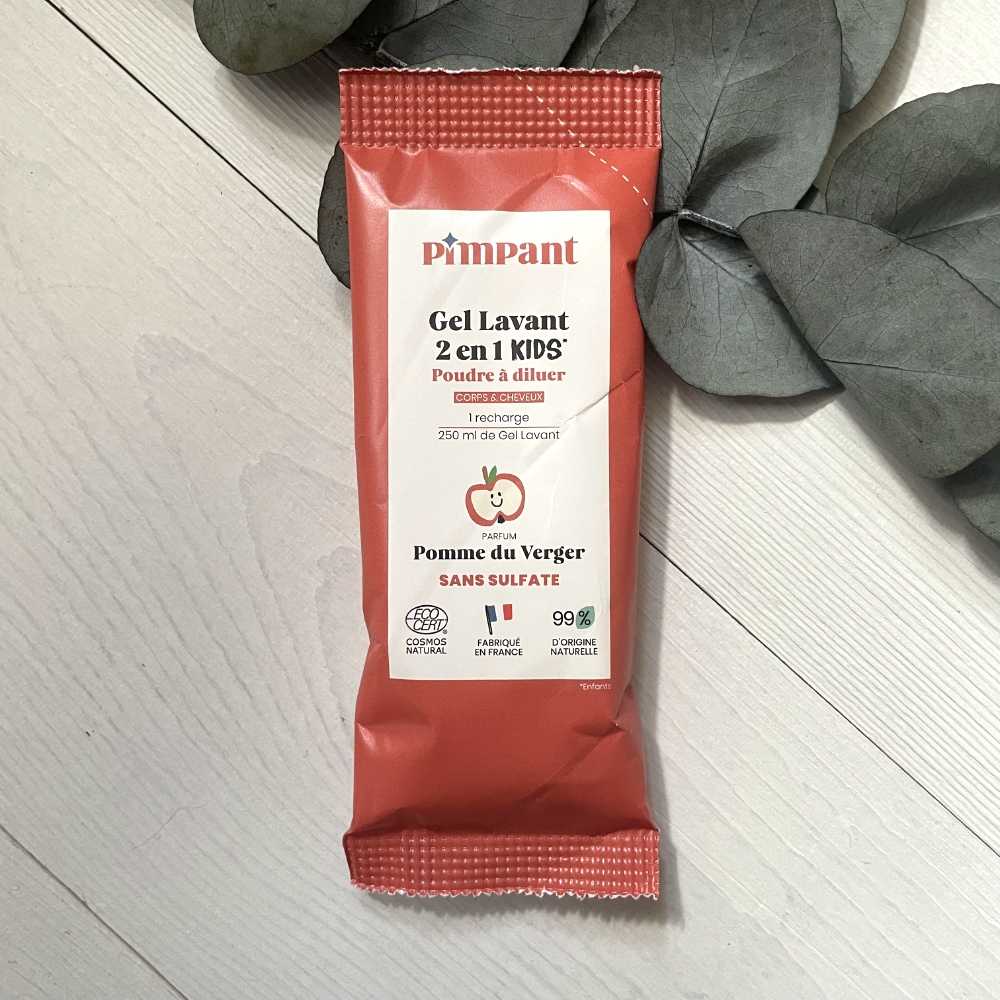 Pimpant
Gel Lavant
2 en 1 KIDS*
Poudre à diluer
CORPS & CHEVEUX
1 recharge
250 ml de Gel Lavant
PARFUM
Pomme du Verger
SANS SULFATE
ECO
CERT®
COSMOS
NATURAL
FABRIQUÉ
EN FRANCE
99%
D'ORIGINE
NATURELLE
*Enfants